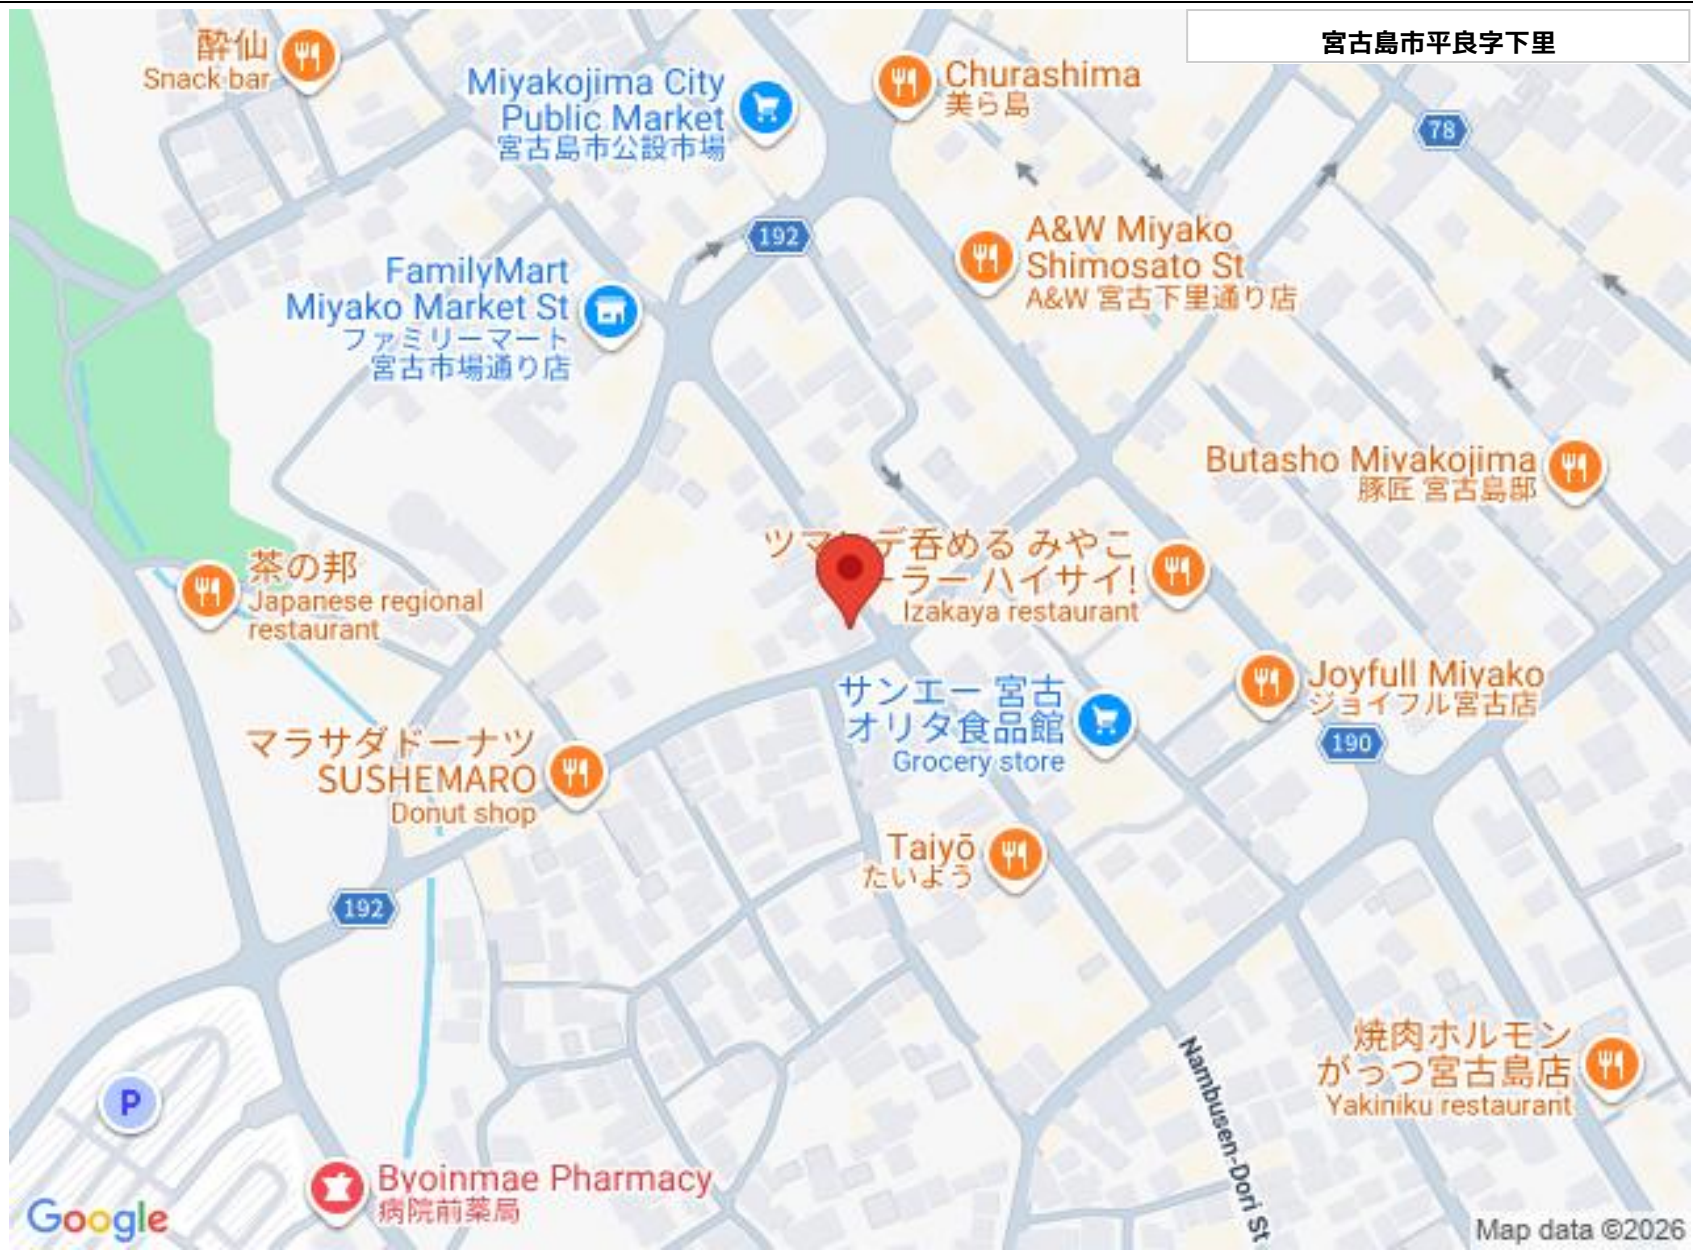 宮古島市平良字下里
酔仙
Snack bar
Miyakojima City
Public Market
宮古島市公設市場
Churashima
美ら島
78
192
A&W Miyako
Shimosato St
A&W 宮古下里通り店
FamilyMart
Miyako Market St
ファミリーマート
宮古市場通り店
Butasho Miyakojima
豚匠 宮古島邸
茶の邦
Japanese regional
restaurant
デ呑める みやこ
ーラー ハイサイ!
Izakaya restaurant
サンエー 宮古
オリタ食品館
Grocery store
Joyfull Miyako
ジョイフル宮古店
190
マラサダドーナツ
SUSHEMARO
Donut shop
Taiyō
たいよう
192
焼肉ホルモン
がっつ宮古島店
Yakiniku restaurant
Nambusen-Dori St
P
Byoinmae Pharmacy
病院前薬局
Google
Map data ©2026